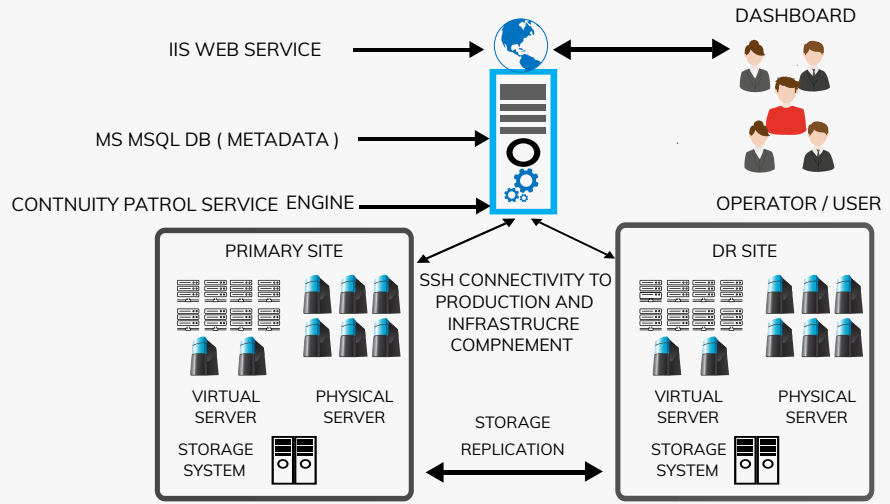 DASHBOARD
IIS WEB SERVICE
MS MSQL DB ( METADATA )
CONTNUITY PATROL SERVICE ENGINE
OPERATOR / USER
PRIMARY SITE
VIRTUAL
SERVER
PHYSICAL
SERVER
STORAGE
SYSTEM
SSH CONNECTIVITY TO
PRODUCTION AND
INFRASTRUCRE
COMPNEMENT
STORAGE
REPLICATION
DR SITE
VIRTUAL
SERVER
PHYSICAL
SERVER
STORAGE
SYSTEM